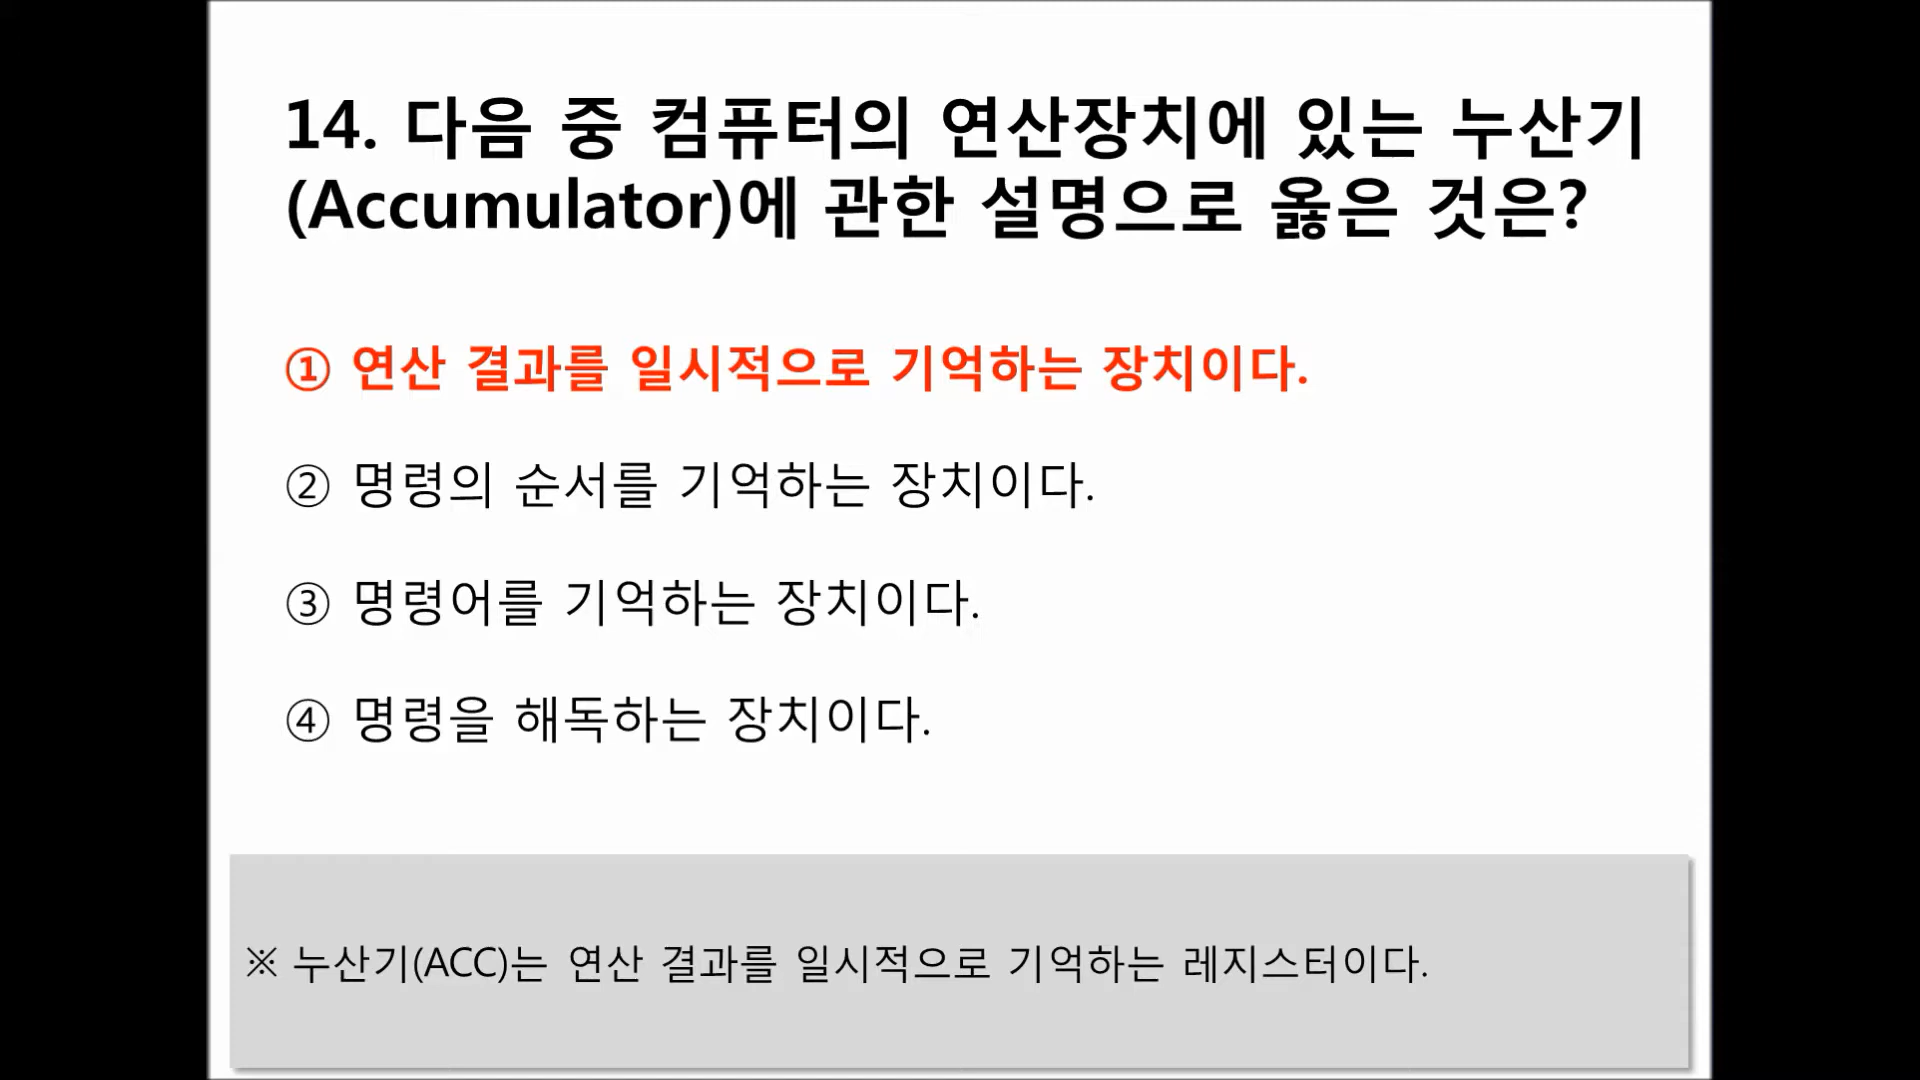 14. 다음 중 컴퓨터의 연산장치에 있는 누산기
(Accumulator)에 관한 설명으로 옳은 것은?
① 연산 결과를 일시적으로 기억하는 장치이다.
② 명령의 순서를 기억하는 장치이다.
③ 명령어를 기억하는 장치이다.
④ 명령을 해독하는 장치이다.
※ 누산기(ACC)는 연산 결과를 일시적으로 기억하는 레지스터이다.